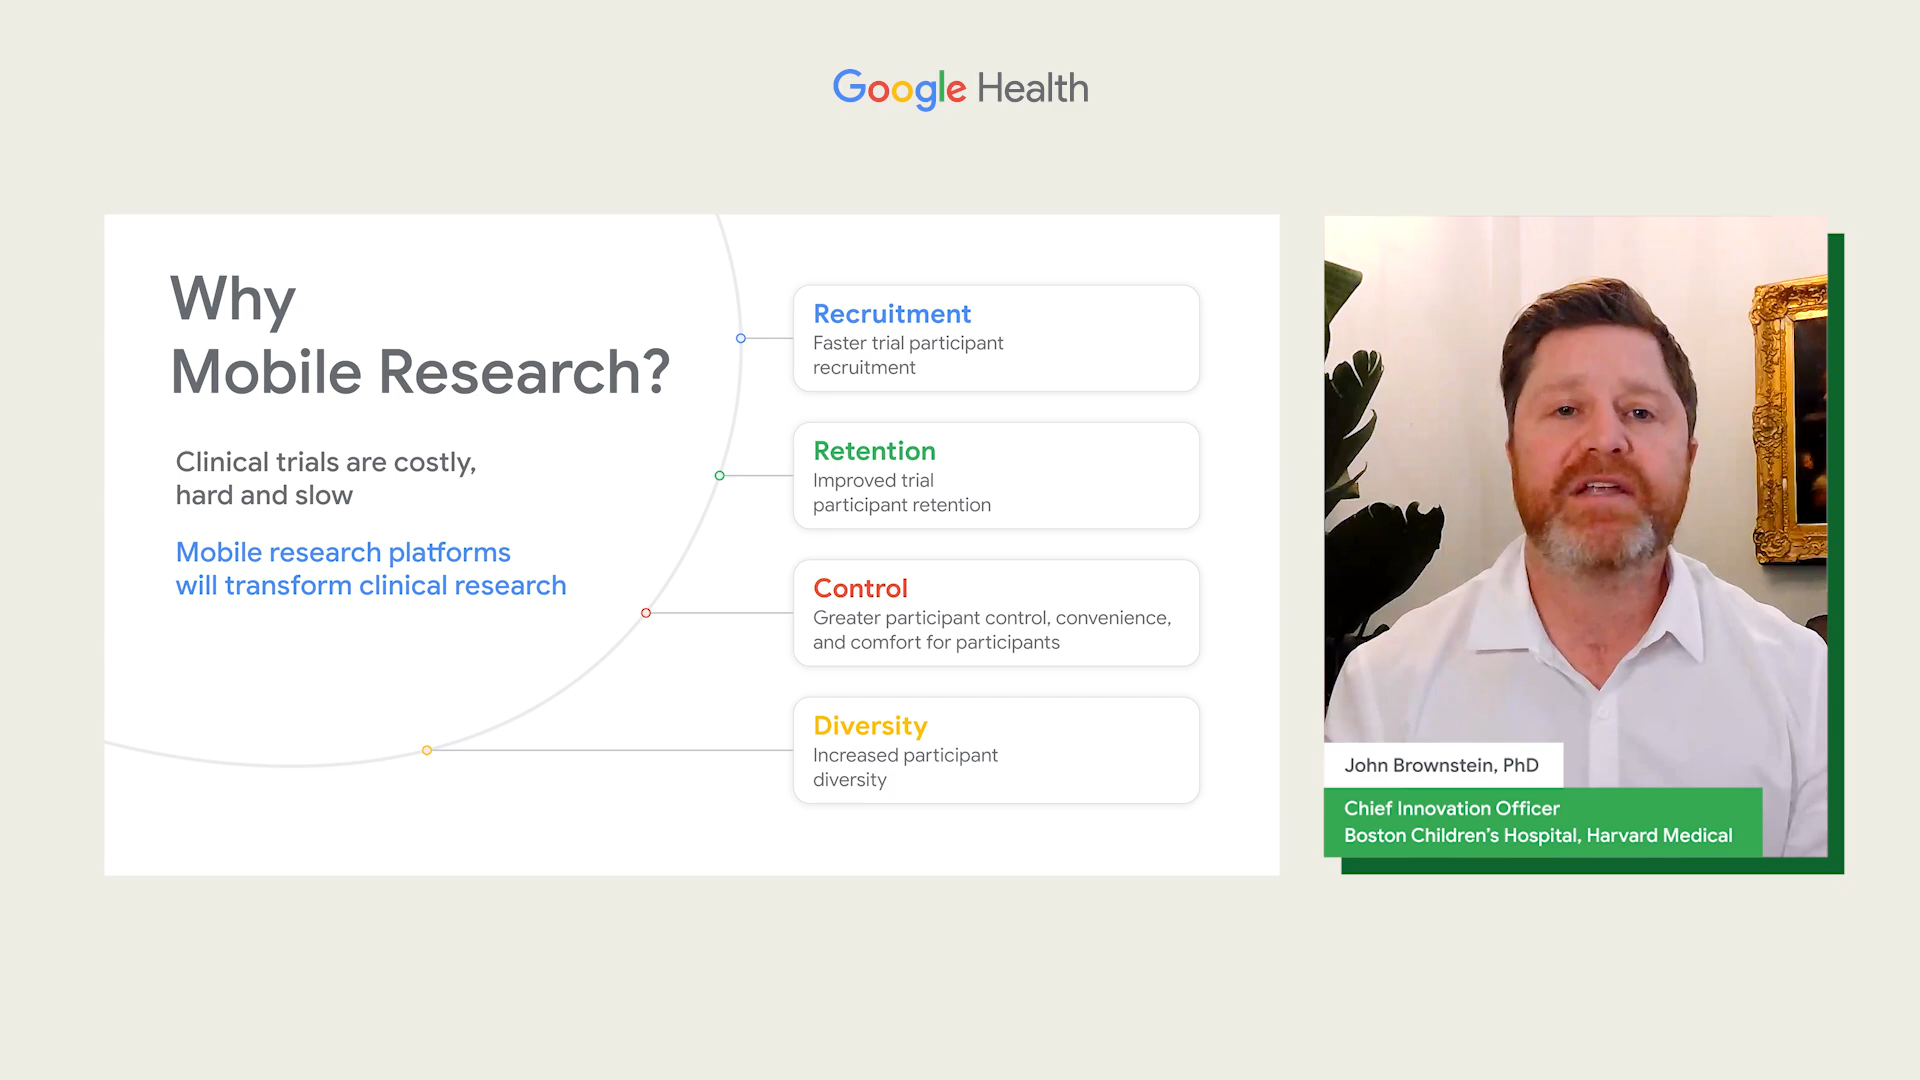 Google Health
Why
Mobile Research?
Clinical trials are costly,
hard and slow
Mobile research platforms
will transform clinical research
Recruitment
Faster trial participant
recruitment
Retention
Improved trial
participant retention
Control
Greater participant control, convenience,
and comfort for participants
Diversity
Increased participant
diversity
John Brownstein, PhD
Chief Innovation Officer
Boston Children’s Hospital, Harvard Medical